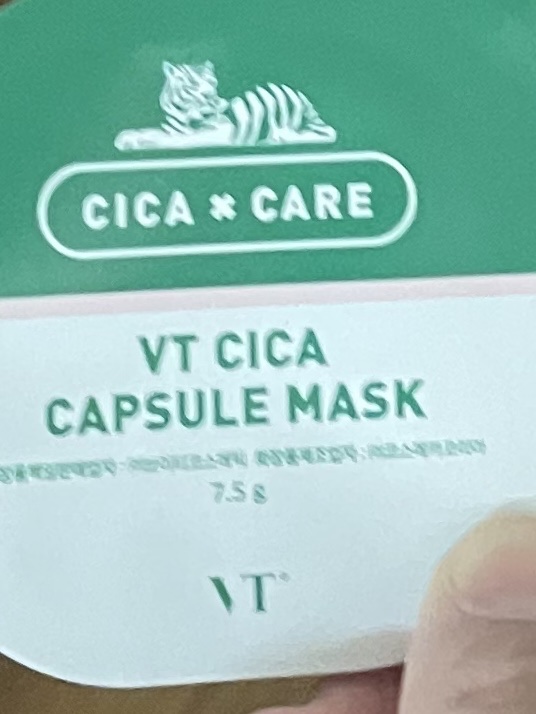 CICA × CARE
VT CICA
CAPSULE MASK
7.5 g
VT